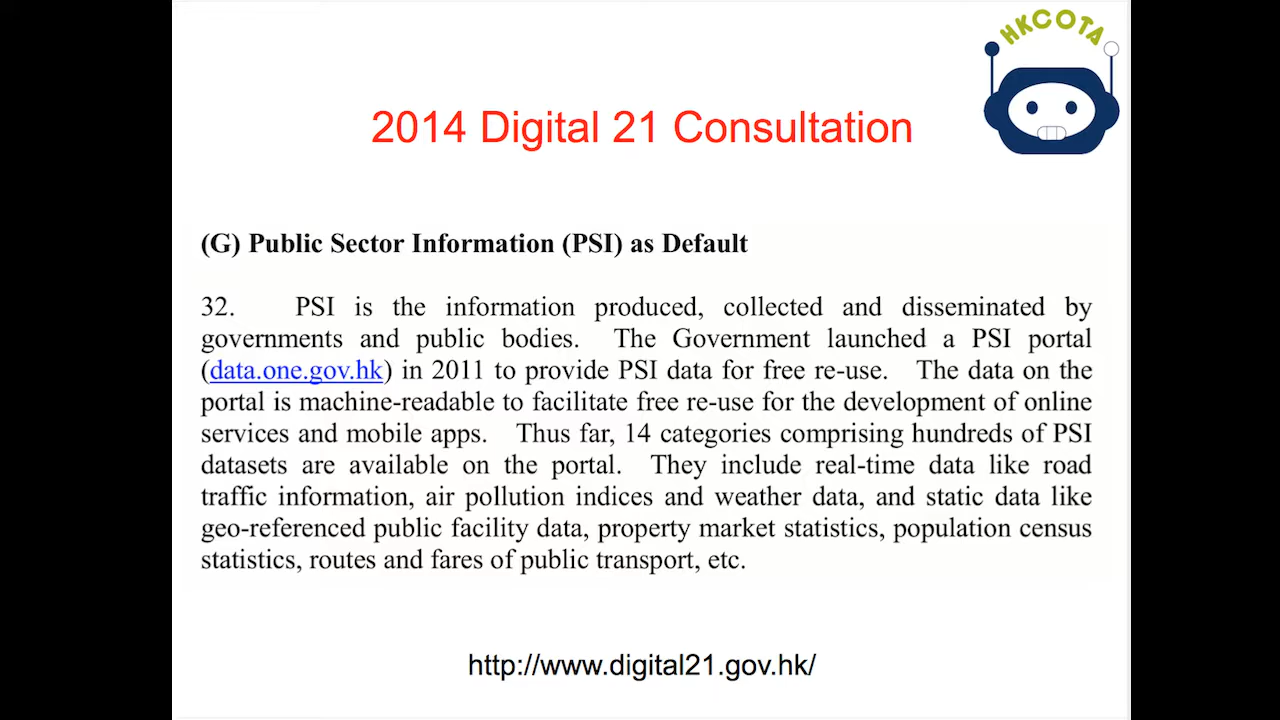 HKCOTA
2014 Digital 21 Consultation
(G) Public Sector Information (PSI) as Default
32. PSI is the information produced, collected and disseminated by
governments and public bodies. The Government launched a PSI portal
(data.one.gov.hk) in 2011 to provide PSI data for free re-use. The data on the
portal is machine-readable to facilitate free re-use for the development of online
services and mobile apps. Thus far, 14 categories comprising hundreds of PSI
datasets are available on the portal. They include real-time data like road
traffic information, air pollution indices and weather data, and static data like
geo-referenced public facility data, property market statistics, population census
statistics, routes and fares of public transport, etc.
http://www.digital21.gov.hk/